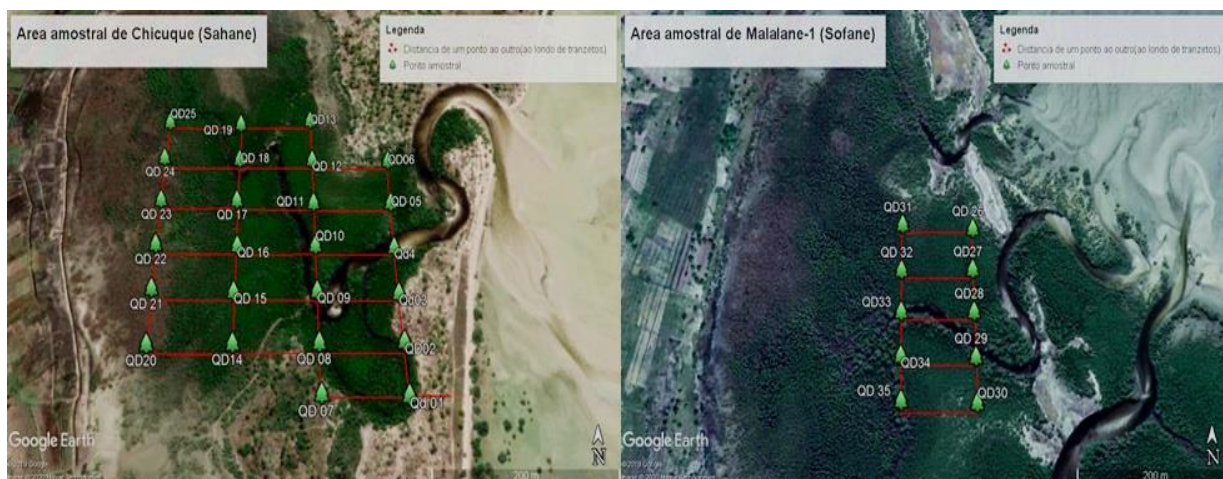 Area amostral de Chicuque (Sahane)
Legenda
Distancia de um ponto ao outro(ao londo de tranzetos)
Ponto amostral
QD25
QD 19
QD13
QD 24
QD 18
QD 12
QD06
QD 23
QD 17
QD11
QD 05
QD 22
QD 16
QD10
Qd4
QD 21
QD 15
QD 09
Qd03
QD20
QD14
QD 08
QD02
QD 07
Qd 01
Google Earth
200 m
N
Area amostral de Malalane-1 (Sofane)
Legenda
Distancia de um ponto ao outro(ao londo de tranzetos)
Ponto amostral
QD31
QD 26
QD 32
QD27
QD33
QD28
QD34
QD 29
QD 35
QD30
Google Earth
200 m
N